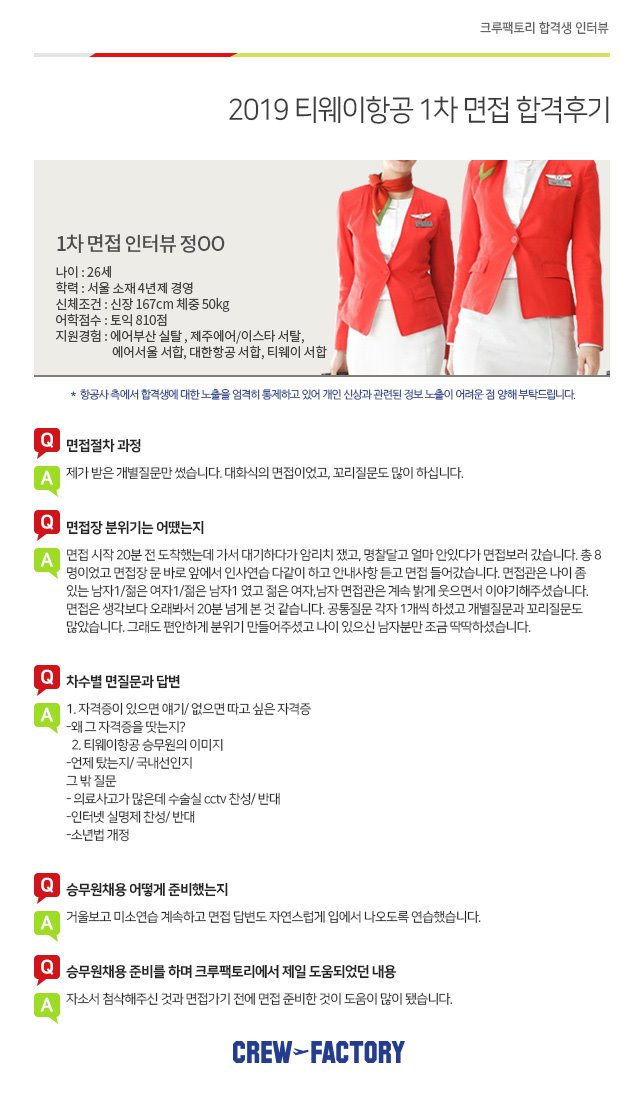 크루팩토리 합격생 인터뷰
2019 티웨이항공 1차 면접 합격후기
1차 면접 인터뷰 정OO
나이 : 26세
학력 : 서울 소재 4년제 경영
신체조건 : 신장 167cm 체중 50kg
어학점수 : 토익 810점
지원경험 : 에어부산 실탈 , 제주에어/이스타 서탈,
에어서울 서합, 대한항공 서합, 티웨이 서합
* 항공사 측에서 합격생에 대한 노출을 엄격히 통제하고 있어 개인 신상과 관련된 정보 노출이 어려운 점 양해 부탁드립니다.
Q 면접절차 과정
A 제가 받은 개별질문만 썼습니다. 대화식의 면접이었고, 꼬리질문도 많이 하십니다.
Q 면접장 분위기는 어땠는지
A 면접 시작 20분 전 도착했는데 가서 대기하다가 암리치 쟀고, 명찰달고 얼마 안있다가 면접보러 갔습니다. 총 8
명이었고 면접장 문 바로 앞에서 인사연습 다같이 하고 안내사항 듣고 면접 들어갔습니다. 면접관은 나이 좀
있는 남자1/젊은 여자1/젊은 남자1 였고 젊은 여자,남자 면접관은 계속 밝게 웃으면서 이야기해주셨습니다.
면접은 생각보다 오래봐서 20분 넘게 본 것 같습니다. 공통질문 각자 1개씩 하셨고 개별질문과 꼬리질문도
많았습니다. 그래도 편안하게 분위기 만들어주셨고 나이 있으신 남자분만 조금 딱딱하셨습니다.
Q 차수별 면질문과 답변
A 1. 자격증이 있으면 얘기/ 없으면 따고 싶은 자격증
-왜 그 자격증을 땃는지?
2. 티웨이항공 승무원의 이미지
-언제 탔는지/ 국내선인지
그 밖 질문
- 의료사고가 많은데 수술실 cctv 찬성/ 반대
-인터넷 실명제 찬성/ 반대
-소년법 개정
Q 승무원채용 어떻게 준비했는지
A 거울보고 미소연습 계속하고 면접 답변도 자연스럽게 입에서 나오도록 연습했습니다.
Q 승무원채용 준비를 하며 크루팩토리에서 제일 도움되었던 내용
A 자소서 첨삭해주신 것과 면접가기 전에 면접 준비한 것이 도움이 많이 됐습니다.
CREW FACTORY